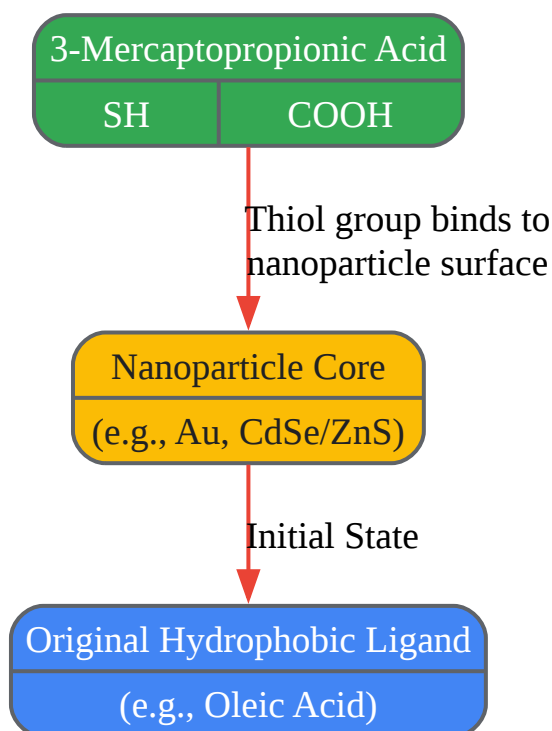 3-Mercaptopropionic Acid
SH COOH
Thiol group binds to
nanoparticle surface
Nanoparticle Core
(e.g., Au, CdSe/ZnS)
Initial State
Original Hydrophobic Ligand
(e.g., Oleic Acid)